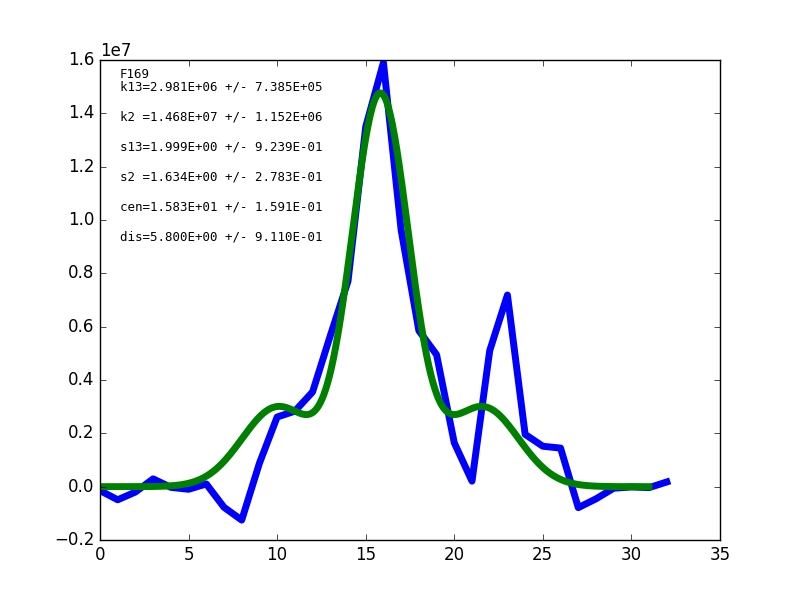 1e7
1.6
F169
k13=2.981E+06 +/- 7.385E+05
1.4
k2 =1.468E+07 +/- 1.152E+06
1.2
s13=1.999E+00 +/- 9.239E-01
s2 =1.634E+00 +/- 2.783E-01
1.0
cen=1.583E+01 +/- 1.591E-01
dis=5.800E+00 +/- 9.110E-01
0.8
0.6
0.4
0.2
0.0
−0.2
0 5 10 15 20 25 30 35